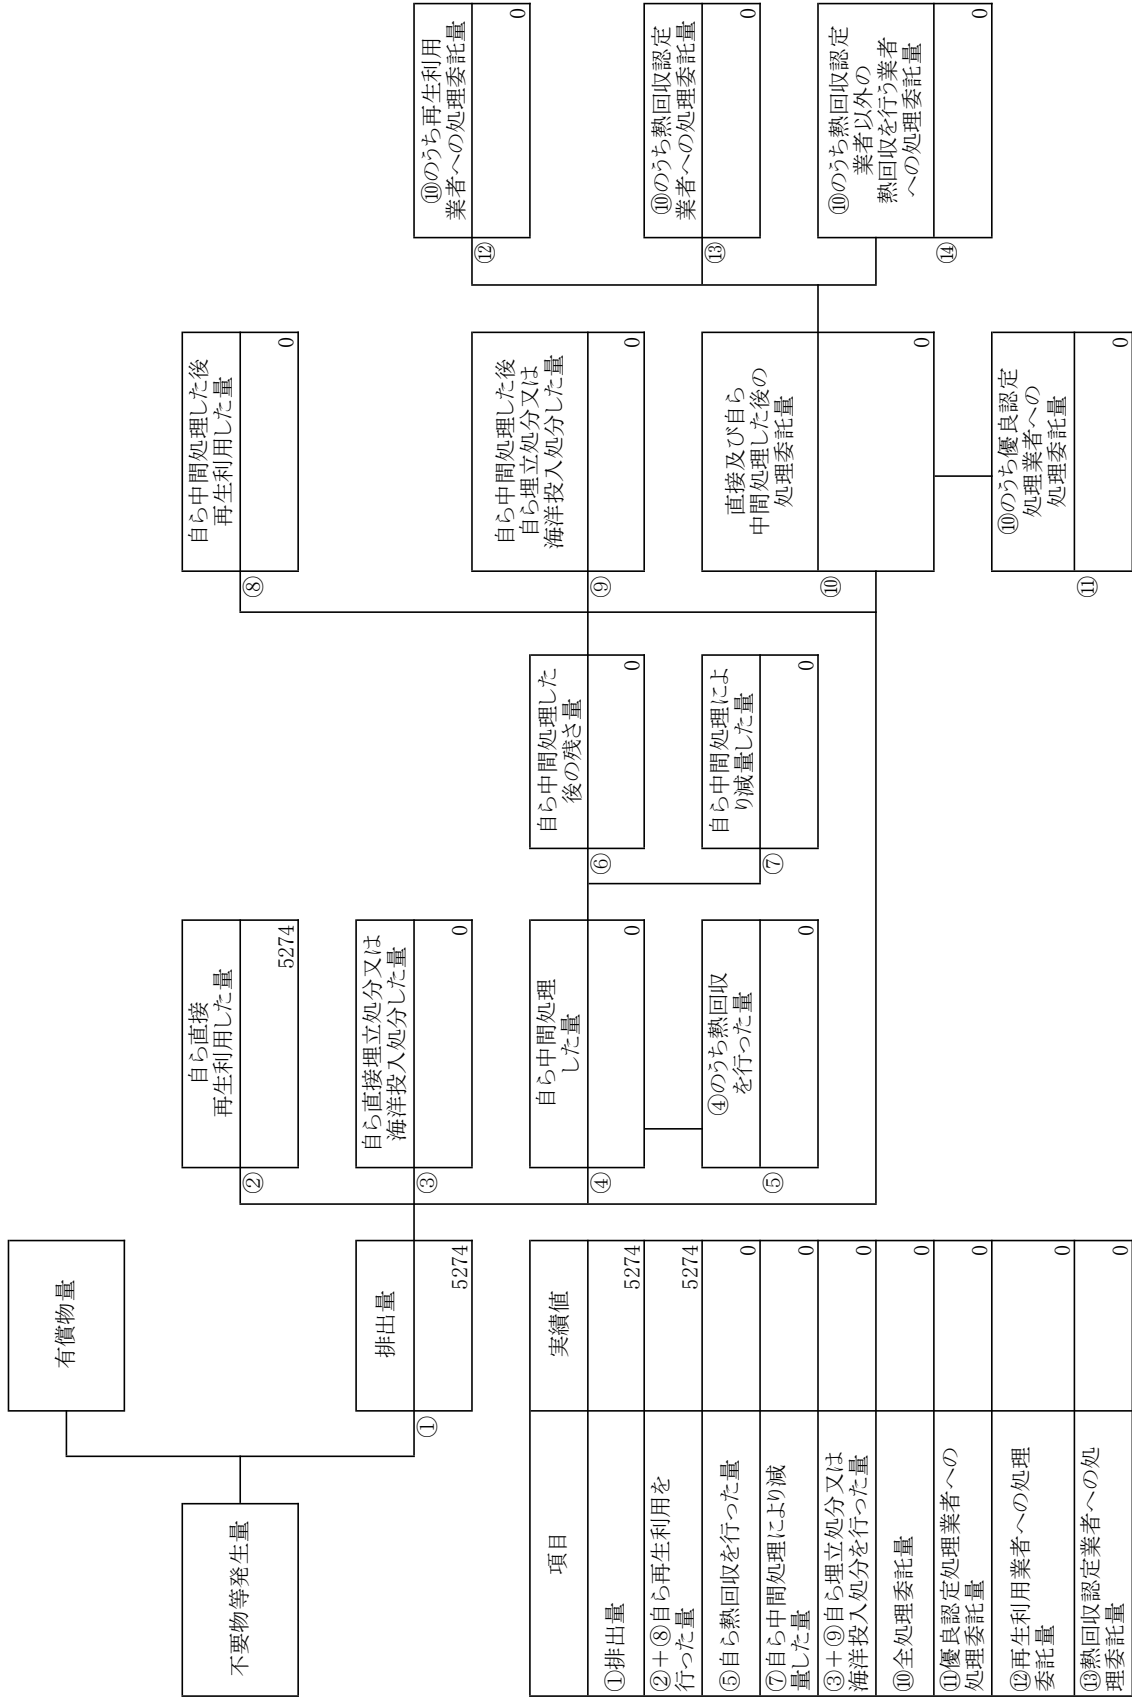 不要物等発生量
有償物量
①
排出量
5274
②
自ら直接
再生利用した量
5274
③
自ら直接埋立処分又は
海洋投入処分した量
0
④
自ら中間処理
した量
0
⑤
④のうち熱回収
を行った量
0
⑥
自ら中間処理した
後の残さ量
0
⑦
自ら中間処理によ
り減量した量
0
⑧
自ら中間処理した後
再生利用した量
0
⑨
自ら中間処理した後
自ら埋立処分又は
海洋投入処分した量
0
⑩
直接及び自ら
中間処理した後の
処理委託量
0
⑪
⑩のうち優良認定
処理業者への
処理委託量
0
⑫
⑩のうち再生利用
業者への処理委託量
0
⑬
⑩のうち熱回収認定
業者への処理委託量
0
⑭
⑩のうち熱回収認定
業者以外の
熱回収を行う業者
への処理委託量
0
項目 実績値
①排出量 5274
②+⑧自ら再生利用を
行った量 5274
⑤自ら熱回収を行った量 0
⑦自ら中間処理により減
量した量 0
③+⑨自ら埋立処分又は
海洋投入処分を行った量 0
⑩全処理委託量 0
⑪優良認定処理業者への
処理委託量 0
⑫再生利用業者への処理
委託量 0
⑬熱回収認定業者への処
理委託量 0